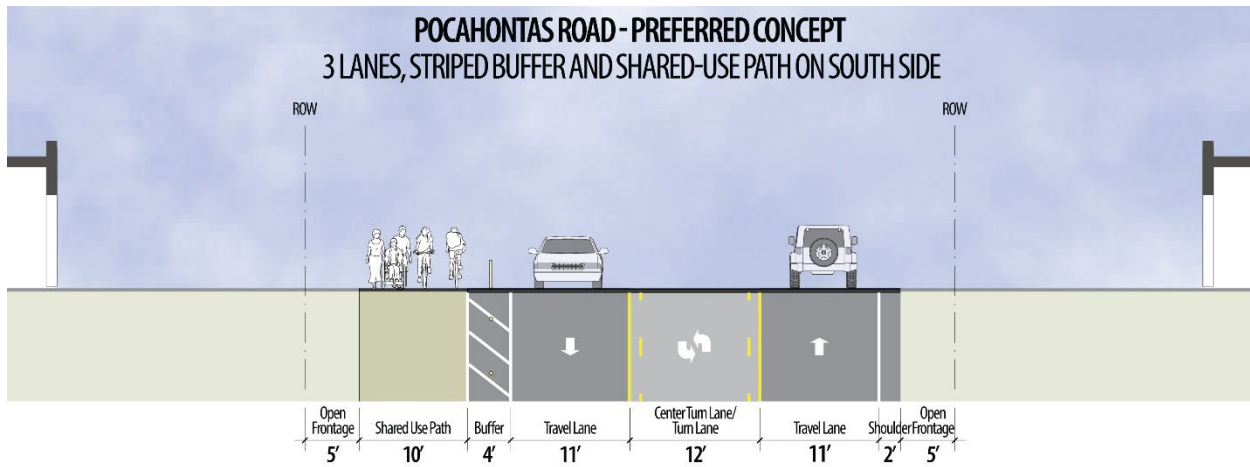 POCAHONTAS ROAD - PREFERRED CONCEPT
3 LANES, STRIPED BUFFER AND SHARED-USE PATH ON SOUTH SIDE
ROW
ROW
Open
Frontage
5'
Shared Use Path
10'
Buffer
4'
Travel Lane
11'
Center Turn Lane/
Turn Lane
12'
Travel Lane
11'
Shoulder
2'
Open
Frontage
5'